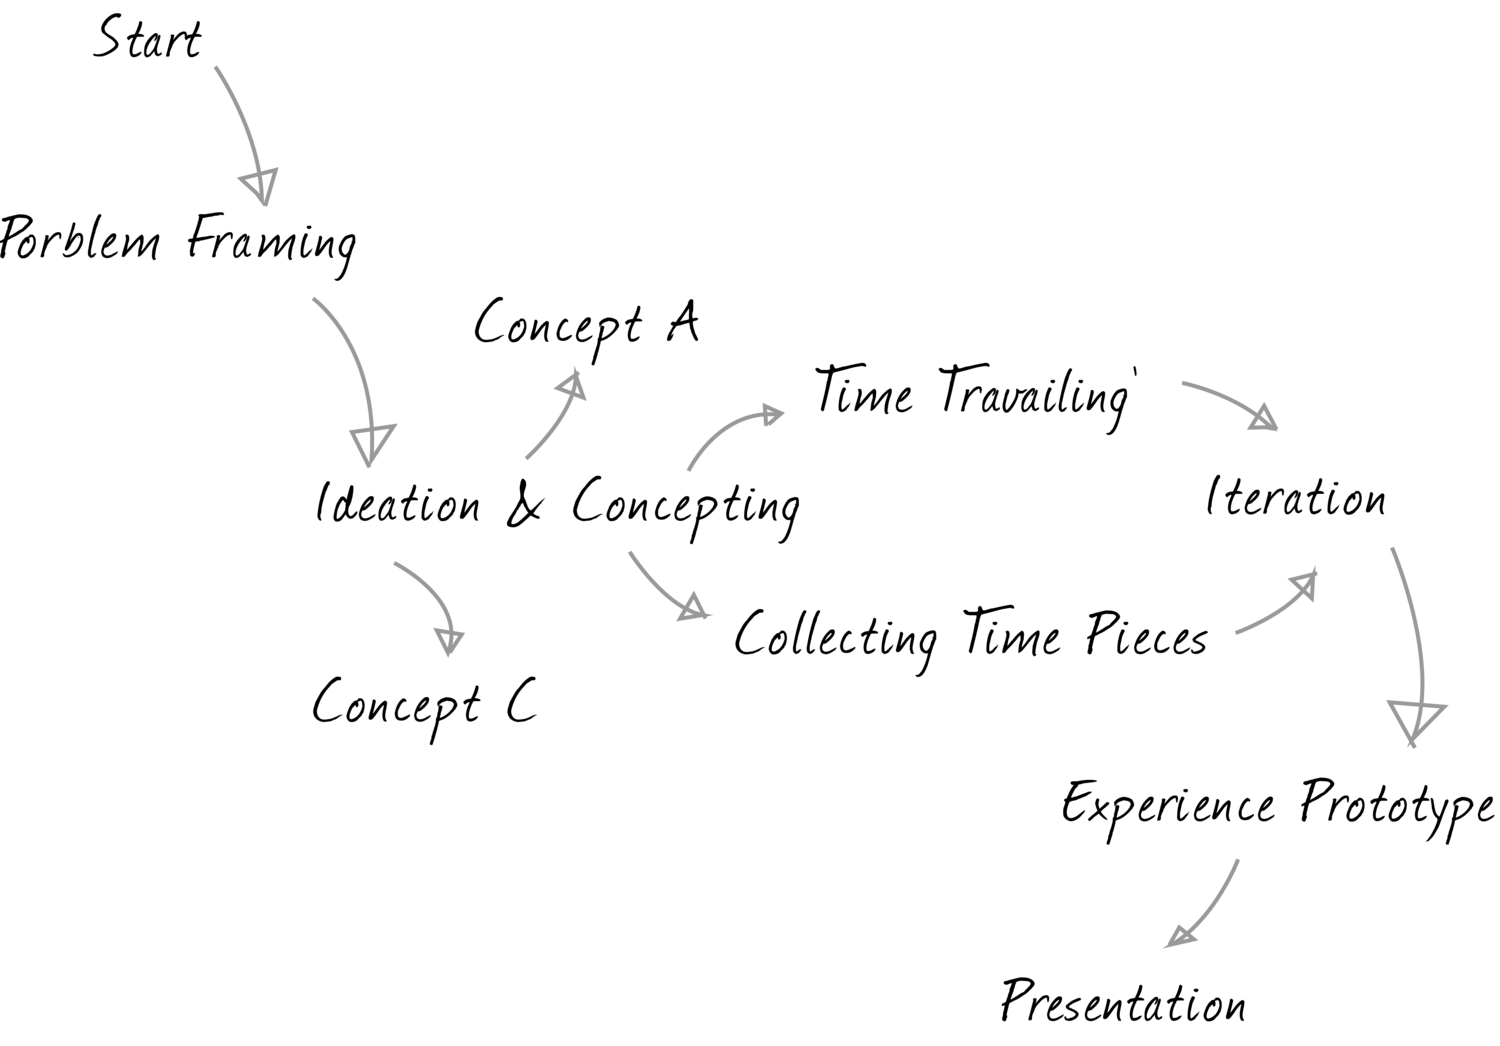 Start
Porblem Framing
Concept A
Time Travailing'
Ideation & Concepting
Iteration
Collecting Time Pieces
Concept C
Experience Prototype
Presentation